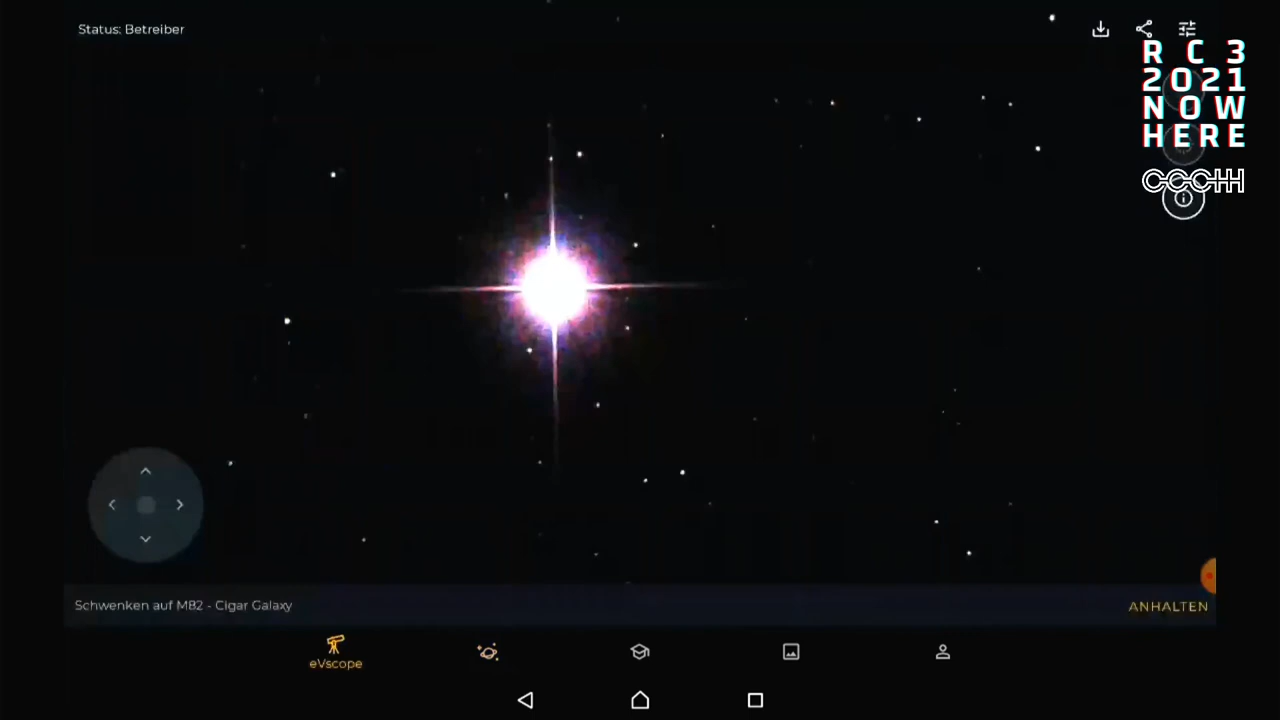 Status: Betreiber
R C 3
2021
NOW
HERE
CCCHH
Schwenken auf M82 - Cigar Galaxy
ANHALTEN
eVscope